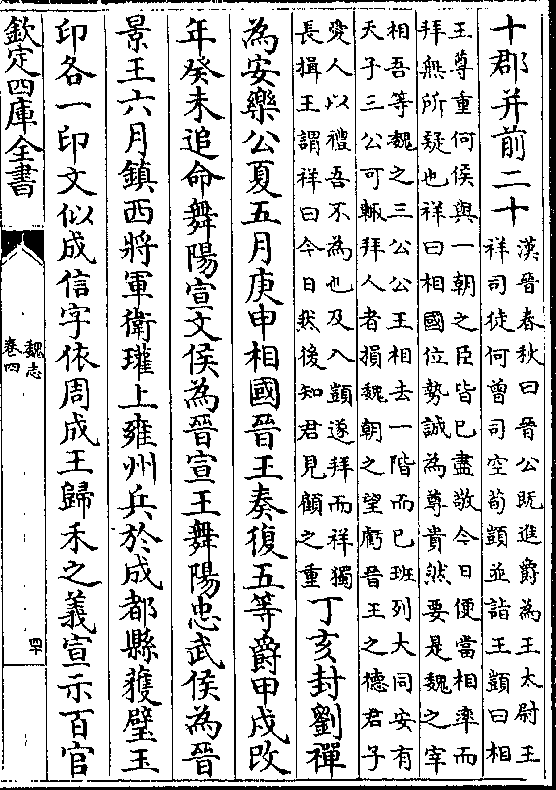 十郡并前二十漢晉春秋曰晉公既進爵為王太尉王
祥司徒何曾司空荀顗並詣王顗曰相
王尊重何侯與一朝之臣皆已盡敬今日便當相率而
拜無所疑也祥曰相國位勢誠為尊貴然要是魏之宰
相吾等魏之三公公王相去一階而已班列大同安有
天子三公可輒拜人者損魏朝之望虧晉王之德君子
愛人以禮吾不為也及入顗遂拜而祥獨
長揖王謂祥曰今日然後知君見顧之重丁亥封劉禪
為安樂公夏五月庚申相國晉王奏復五等爵甲戌改
年癸未追命舞陽宣文侯為晉宣王舞陽忠武侯為晉
景王六月鎮西將軍衛瓘上雍州兵於成都縣獲璧玉
印各一印文似成信字依周成王歸禾之義宣示百官
欽定四庫全書
魏志
卷四
四十